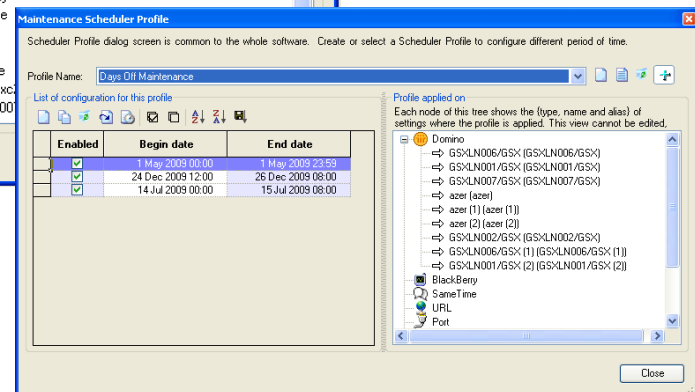 e
Maintenance Scheduler Profile
Scheduler Profile dialog screen is common to the whole software. Create or select a Scheduler Profile to configure different period of time.
Profile Name: Days Off Maintenance
List of configuration for this profile
Profile applied on
Each node of this tree shows the (type, name and alias) of
settings where the profile is applied. This view cannot be edited,
Enabled Begin date End date
1 May 2009 00:00 1 May 2009 23:59
24 Dec 2009 12:00 26 Dec 2009 08:00
14 Jul 2009 00:00 15 Jul 2009 08:00
Domino
GSXLN006/GSX (GSXLN006/GSX)
GSXLN001/GSX (GSXLN001/GSX)
GSXLN007/GSX (GSXLN007/GSX)
azer (azer)
azer (1) (azer (1))
azer (2) (azer (2))
GSXLN002/GSX (GSXLN002/GSX)
GSXLN006/GSX (1) (GSXLN006/GSX (1))
GSXLN001/GSX (2) (GSXLN001/GSX (2))
BlackBerry
SameTime
URL
Port
Close